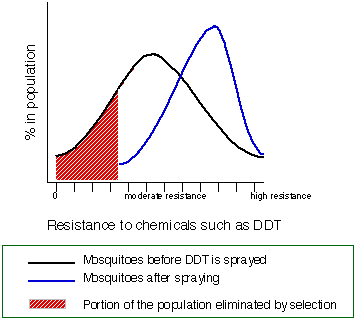 % in population
0 moderate resistance high resistance
Resistance to chemicals such as DDT
Mosquitoes before DDT is sprayed
Mosquitoes after spraying
Portion of the population eliminated by selection